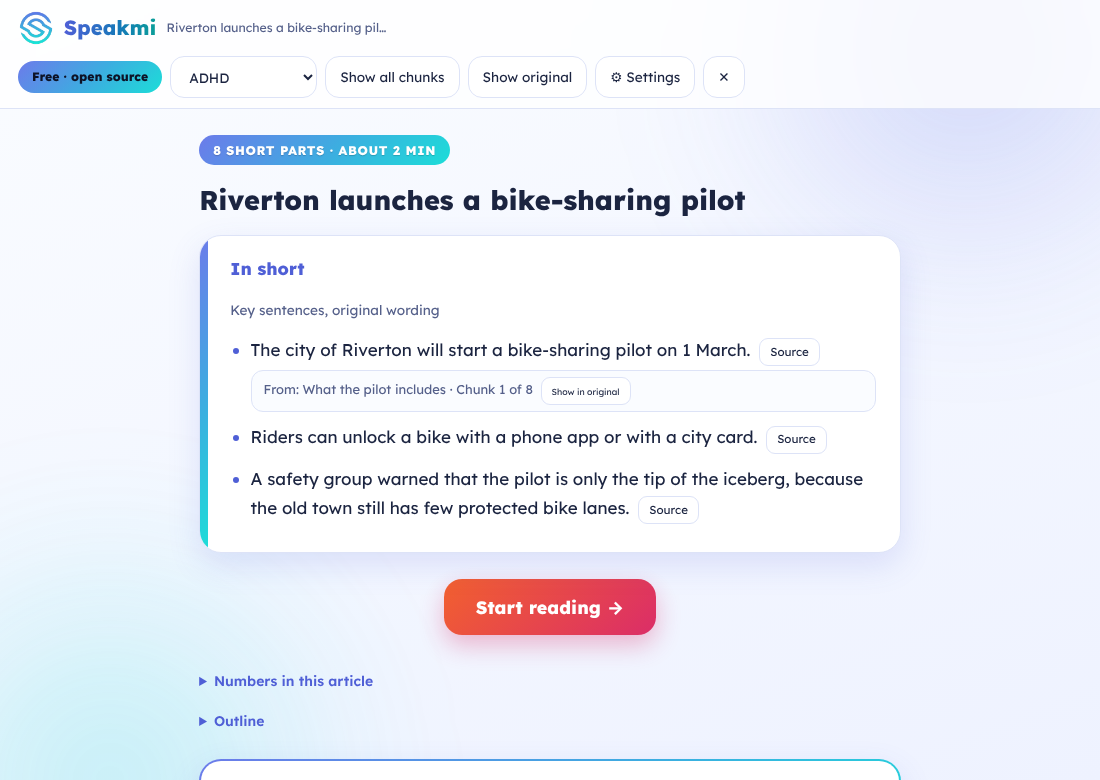 Speakmi Riverton launches a bike-sharing pil…
Free · open source ADHD Show all chunks Show original ⚙ Settings ✕
8 SHORT PARTS · ABOUT 2 MIN
Riverton launches a bike-sharing pilot
In short
Key sentences, original wording
• The city of Riverton will start a bike-sharing pilot on 1 March. Source
From: What the pilot includes · Chunk 1 of 8 Show in original
• Riders can unlock a bike with a phone app or with a city card. Source
• A safety group warned that the pilot is only the tip of the iceberg, because
the old town still has few protected bike lanes. Source
Start reading →
▶ Numbers in this article
▶ Outline